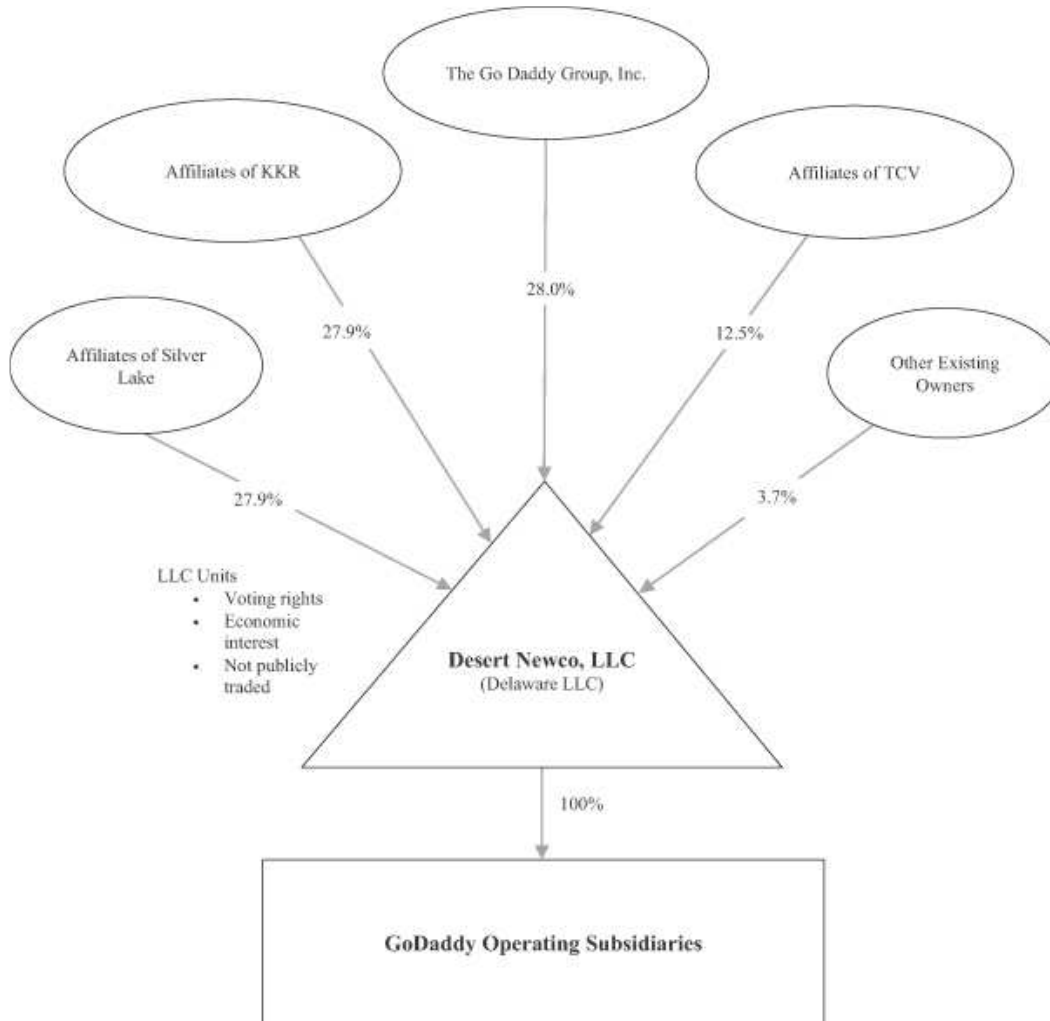 The Go Daddy Group, Inc.
Affiliates of KKR
Affiliates of TCV
28.0%
27.9%
12.5%
Affiliates of Silver
Lake
Other Existing
Owners
27.9%
3.7%
LLC Units
• Voting rights
• Economic
interest
• Not publicly
traded
Desert Newco, LLC
(Delaware LLC)
100%
GoDaddy Operating Subsidiaries